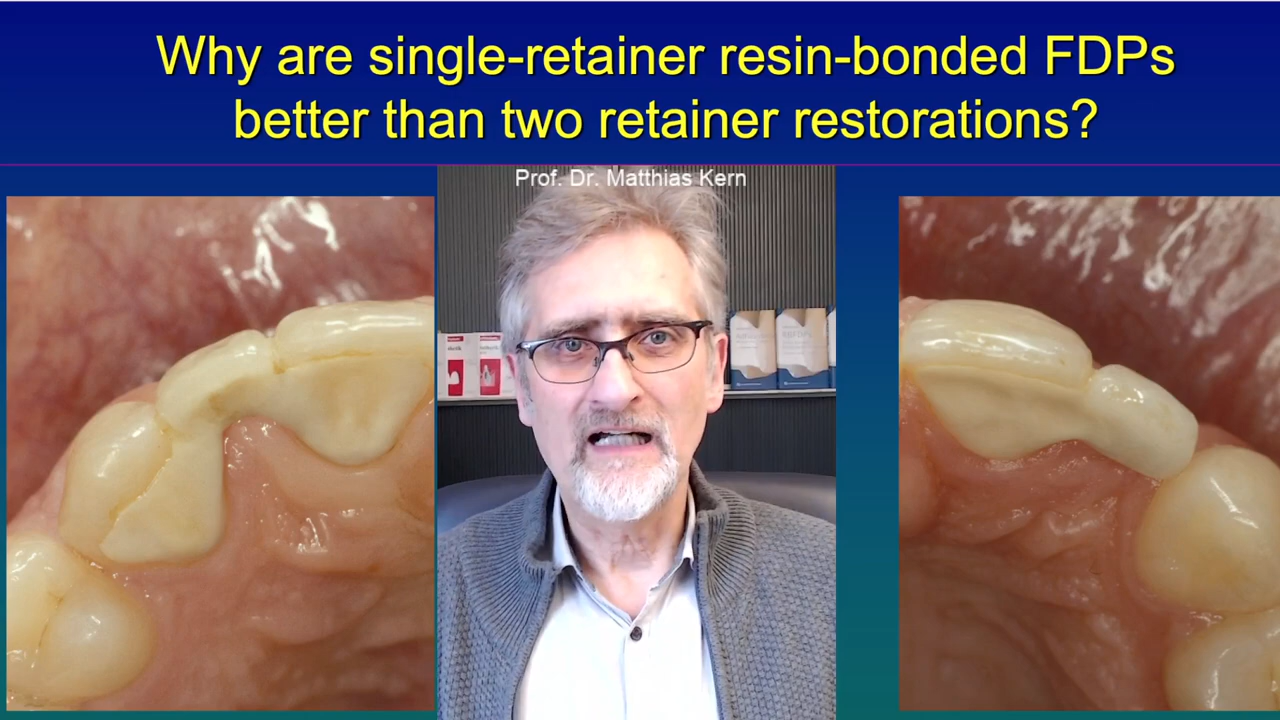 Why are single-retainer resin-bonded FDPs
better than two retainer restorations?
Prof. Dr. Matthias Kern